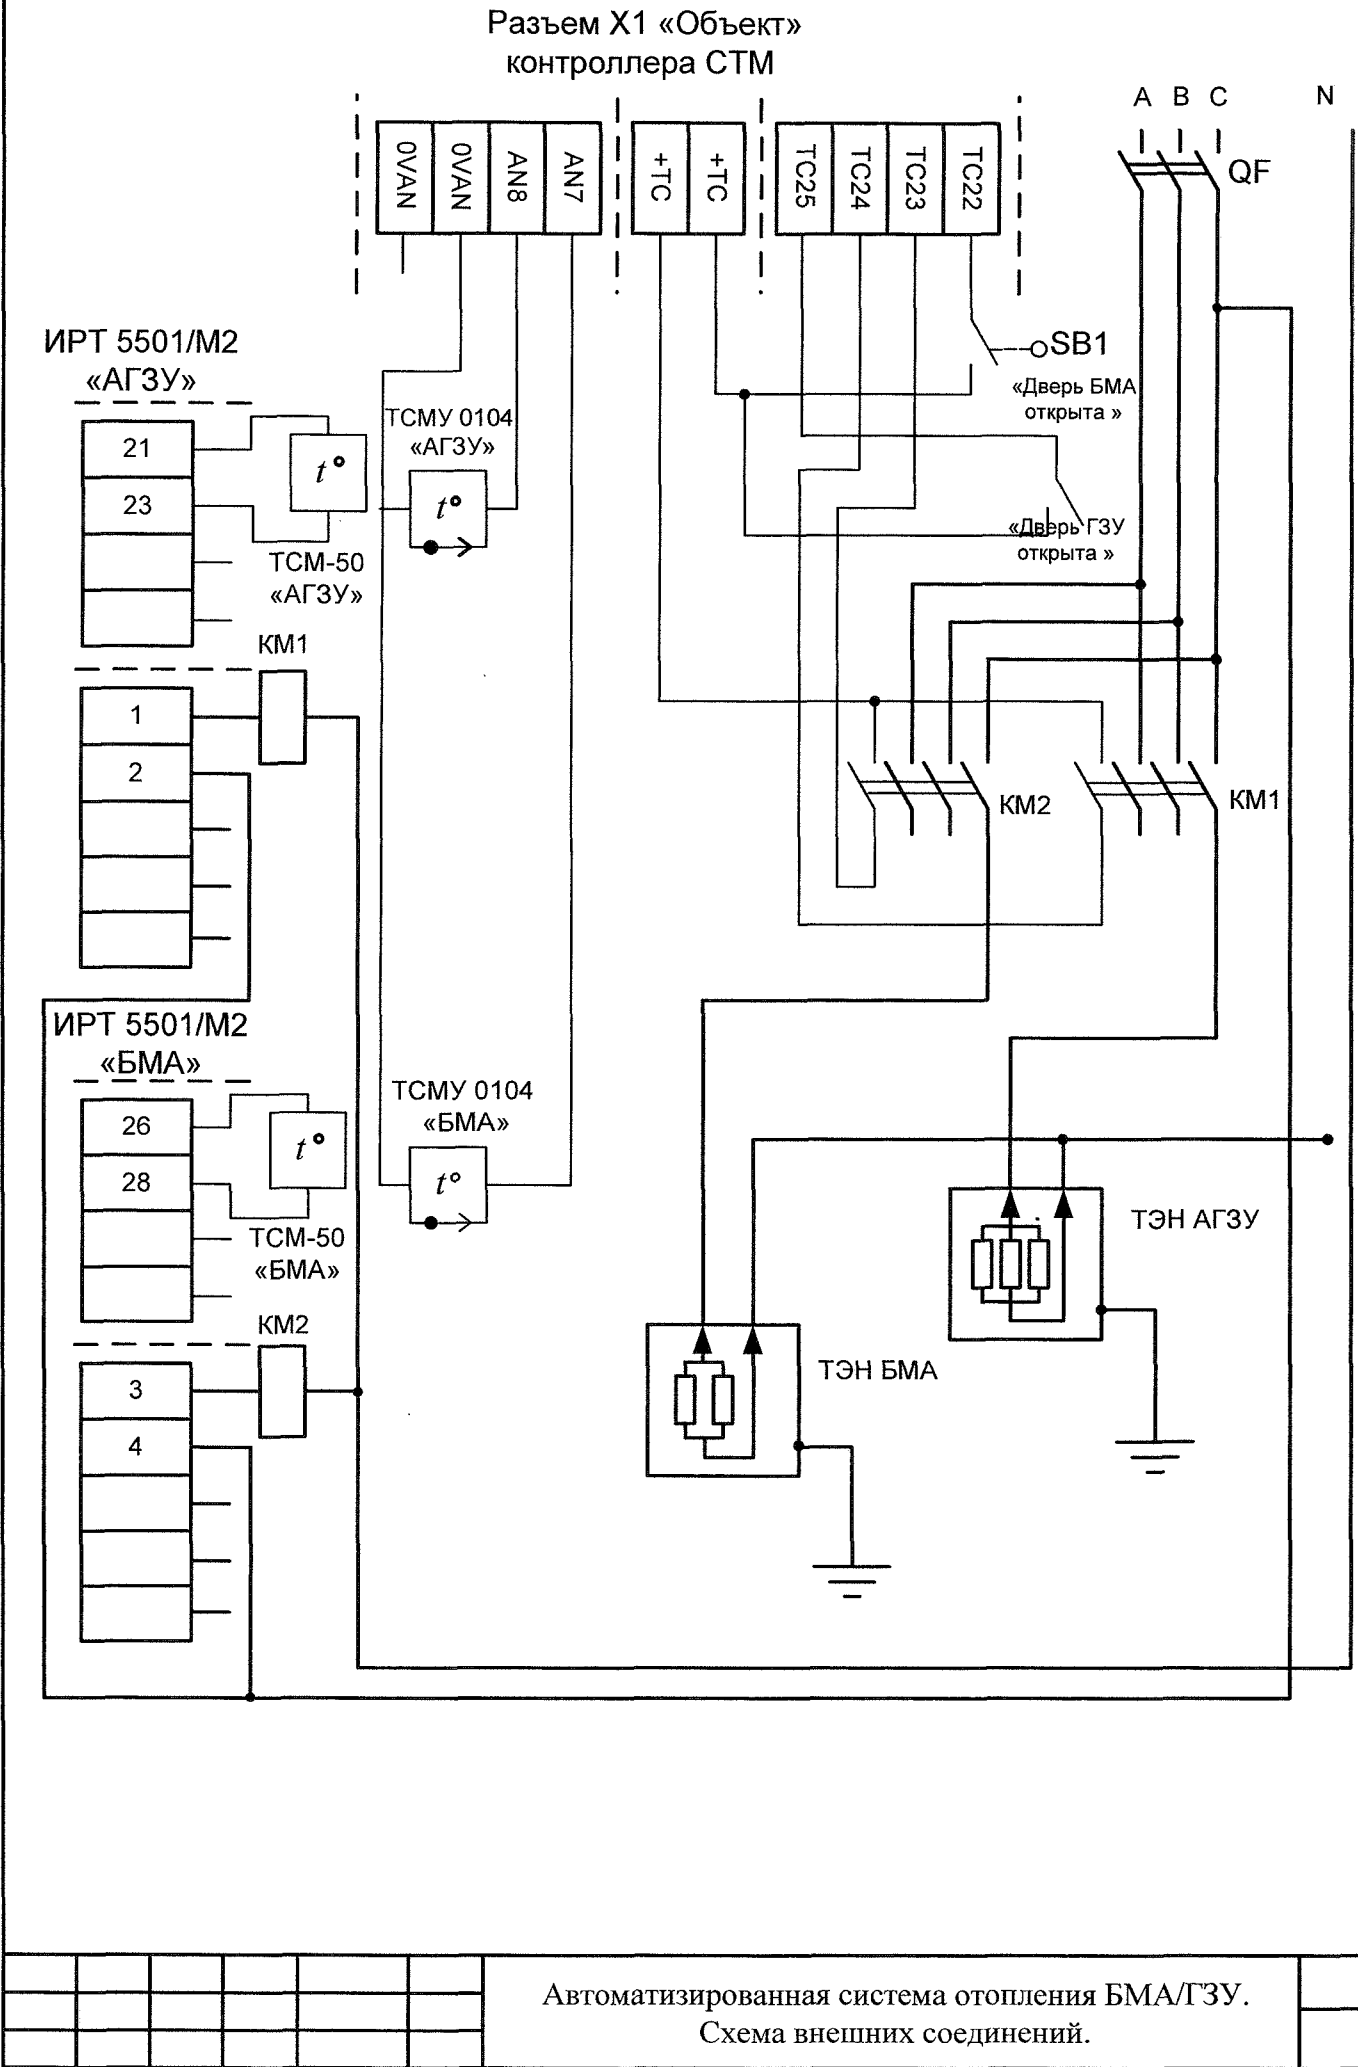 Разъем X1 «Объект»
контроллера СТМ
A B C N
0VAN 0VAN AN8 AN7 +TC +TC TC25 TC24 TC23 TC22
QF
SB1
«Дверь БМА
открыта »
ИРТ 5501/М2
«АГЗУ»
21
23
t°
ТСМ-50
«АГЗУ»
ТСМУ 0104
«АГЗУ»
t°
«Дверь ГЗУ
открыта »
КМ1
1
2
КМ2
КМ1
ИРТ 5501/М2
«БМА»
26
28
t°
ТСМ-50
«БМА»
ТСМУ 0104
«БМА»
t°
ТЭН АГЗУ
КМ2
3
4
ТЭН БМА
Автоматизированная система отопления БМА/ГЗУ.
Схема внешних соединений.